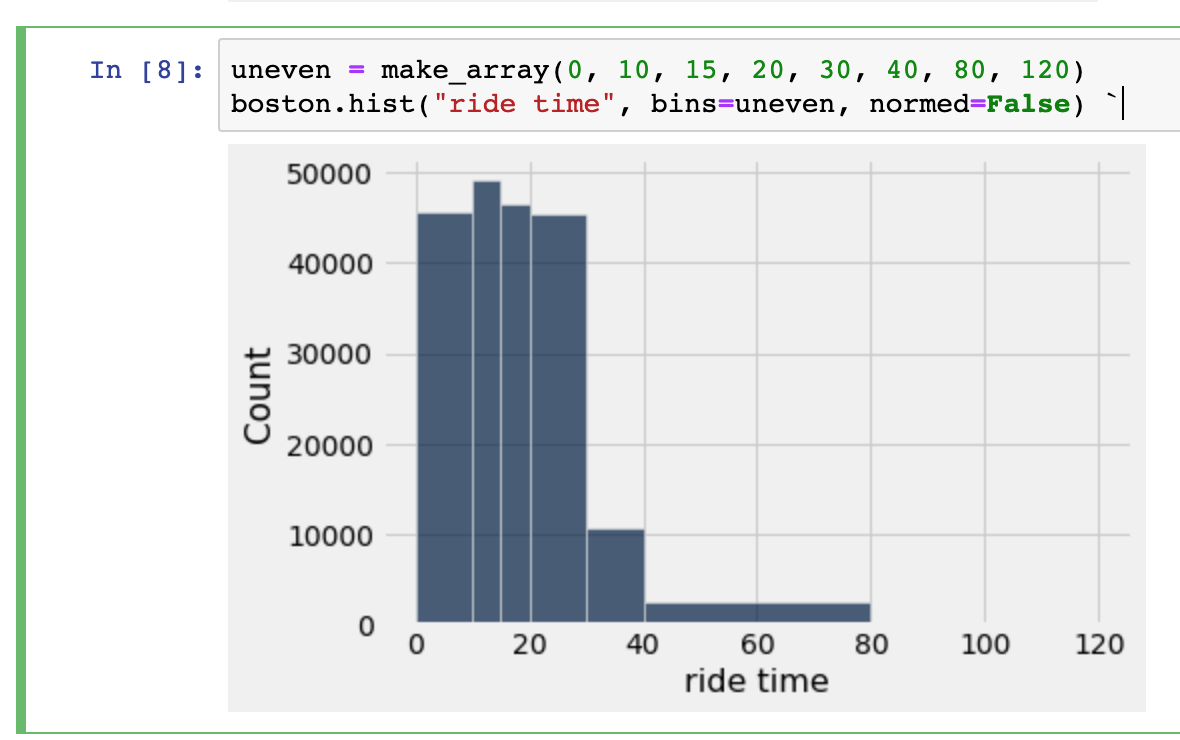 In [8]: uneven = make_array(0, 10, 15, 20, 30, 40, 80, 120)
boston.hist("ride time", bins=uneven, normed=False) `
50000
40000
30000
20000
10000
0
Count
0 20 40 60 80 100 120
ride time